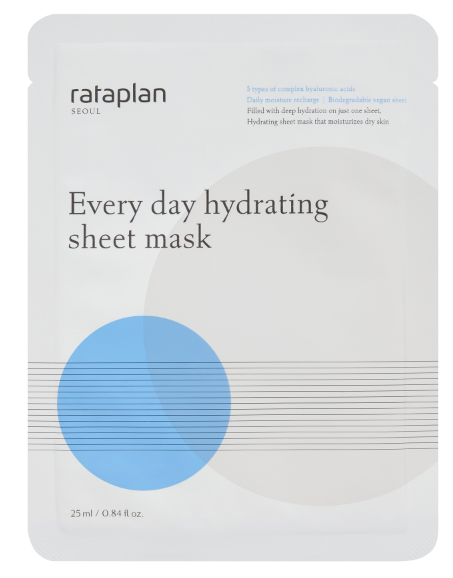 rataplan
SEOUL
5 types of complex hyaluronic acids
Daily moisture recharge | Biodegradable vegan sheet
Filled with deep hydration on just one sheet,
Hydrating sheet mask that moisturizes dry skin
Every day hydrating
sheet mask
25 ml / 0.84 fl. oz.